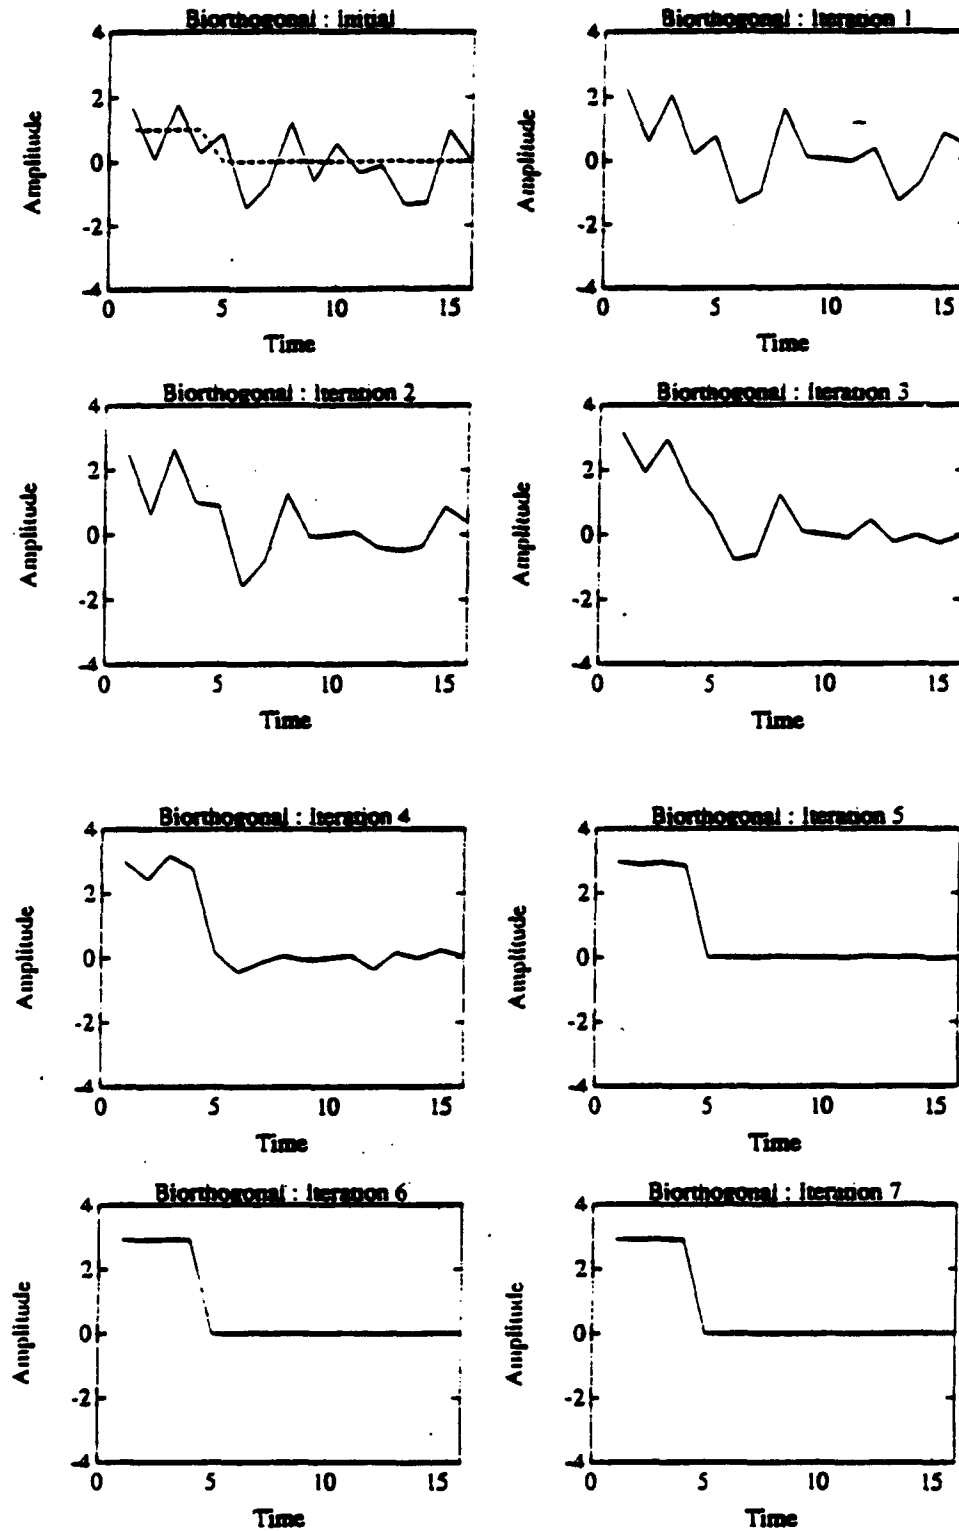 Biorthogonal : Initial
4
2
0
-2
-4
Amplitude
0 5 10 15
Time
Biorthogonal : Iteration 1
4
2
0
-2
-4
Amplitude
0 5 10 15
Time
Biorthogonal : Iteration 2
4
2
0
-2
-4
Amplitude
0 5 10 15
Time
Biorthogonal : Iteration 3
4
2
0
-2
-4
Amplitude
0 5 10 15
Time
Biorthogonal : Iteration 4
4
2
0
-2
-4
Amplitude
0 5 10 15
Time
Biorthogonal : Iteration 5
4
2
0
-2
-4
Amplitude
0 5 10 15
Time
Biorthogonal : Iteration 6
4
2
0
-2
-4
Amplitude
0 5 10 15
Time
Biorthogonal : Iteration 7
4
2
0
-2
-4
Amplitude
0 5 10 15
Time